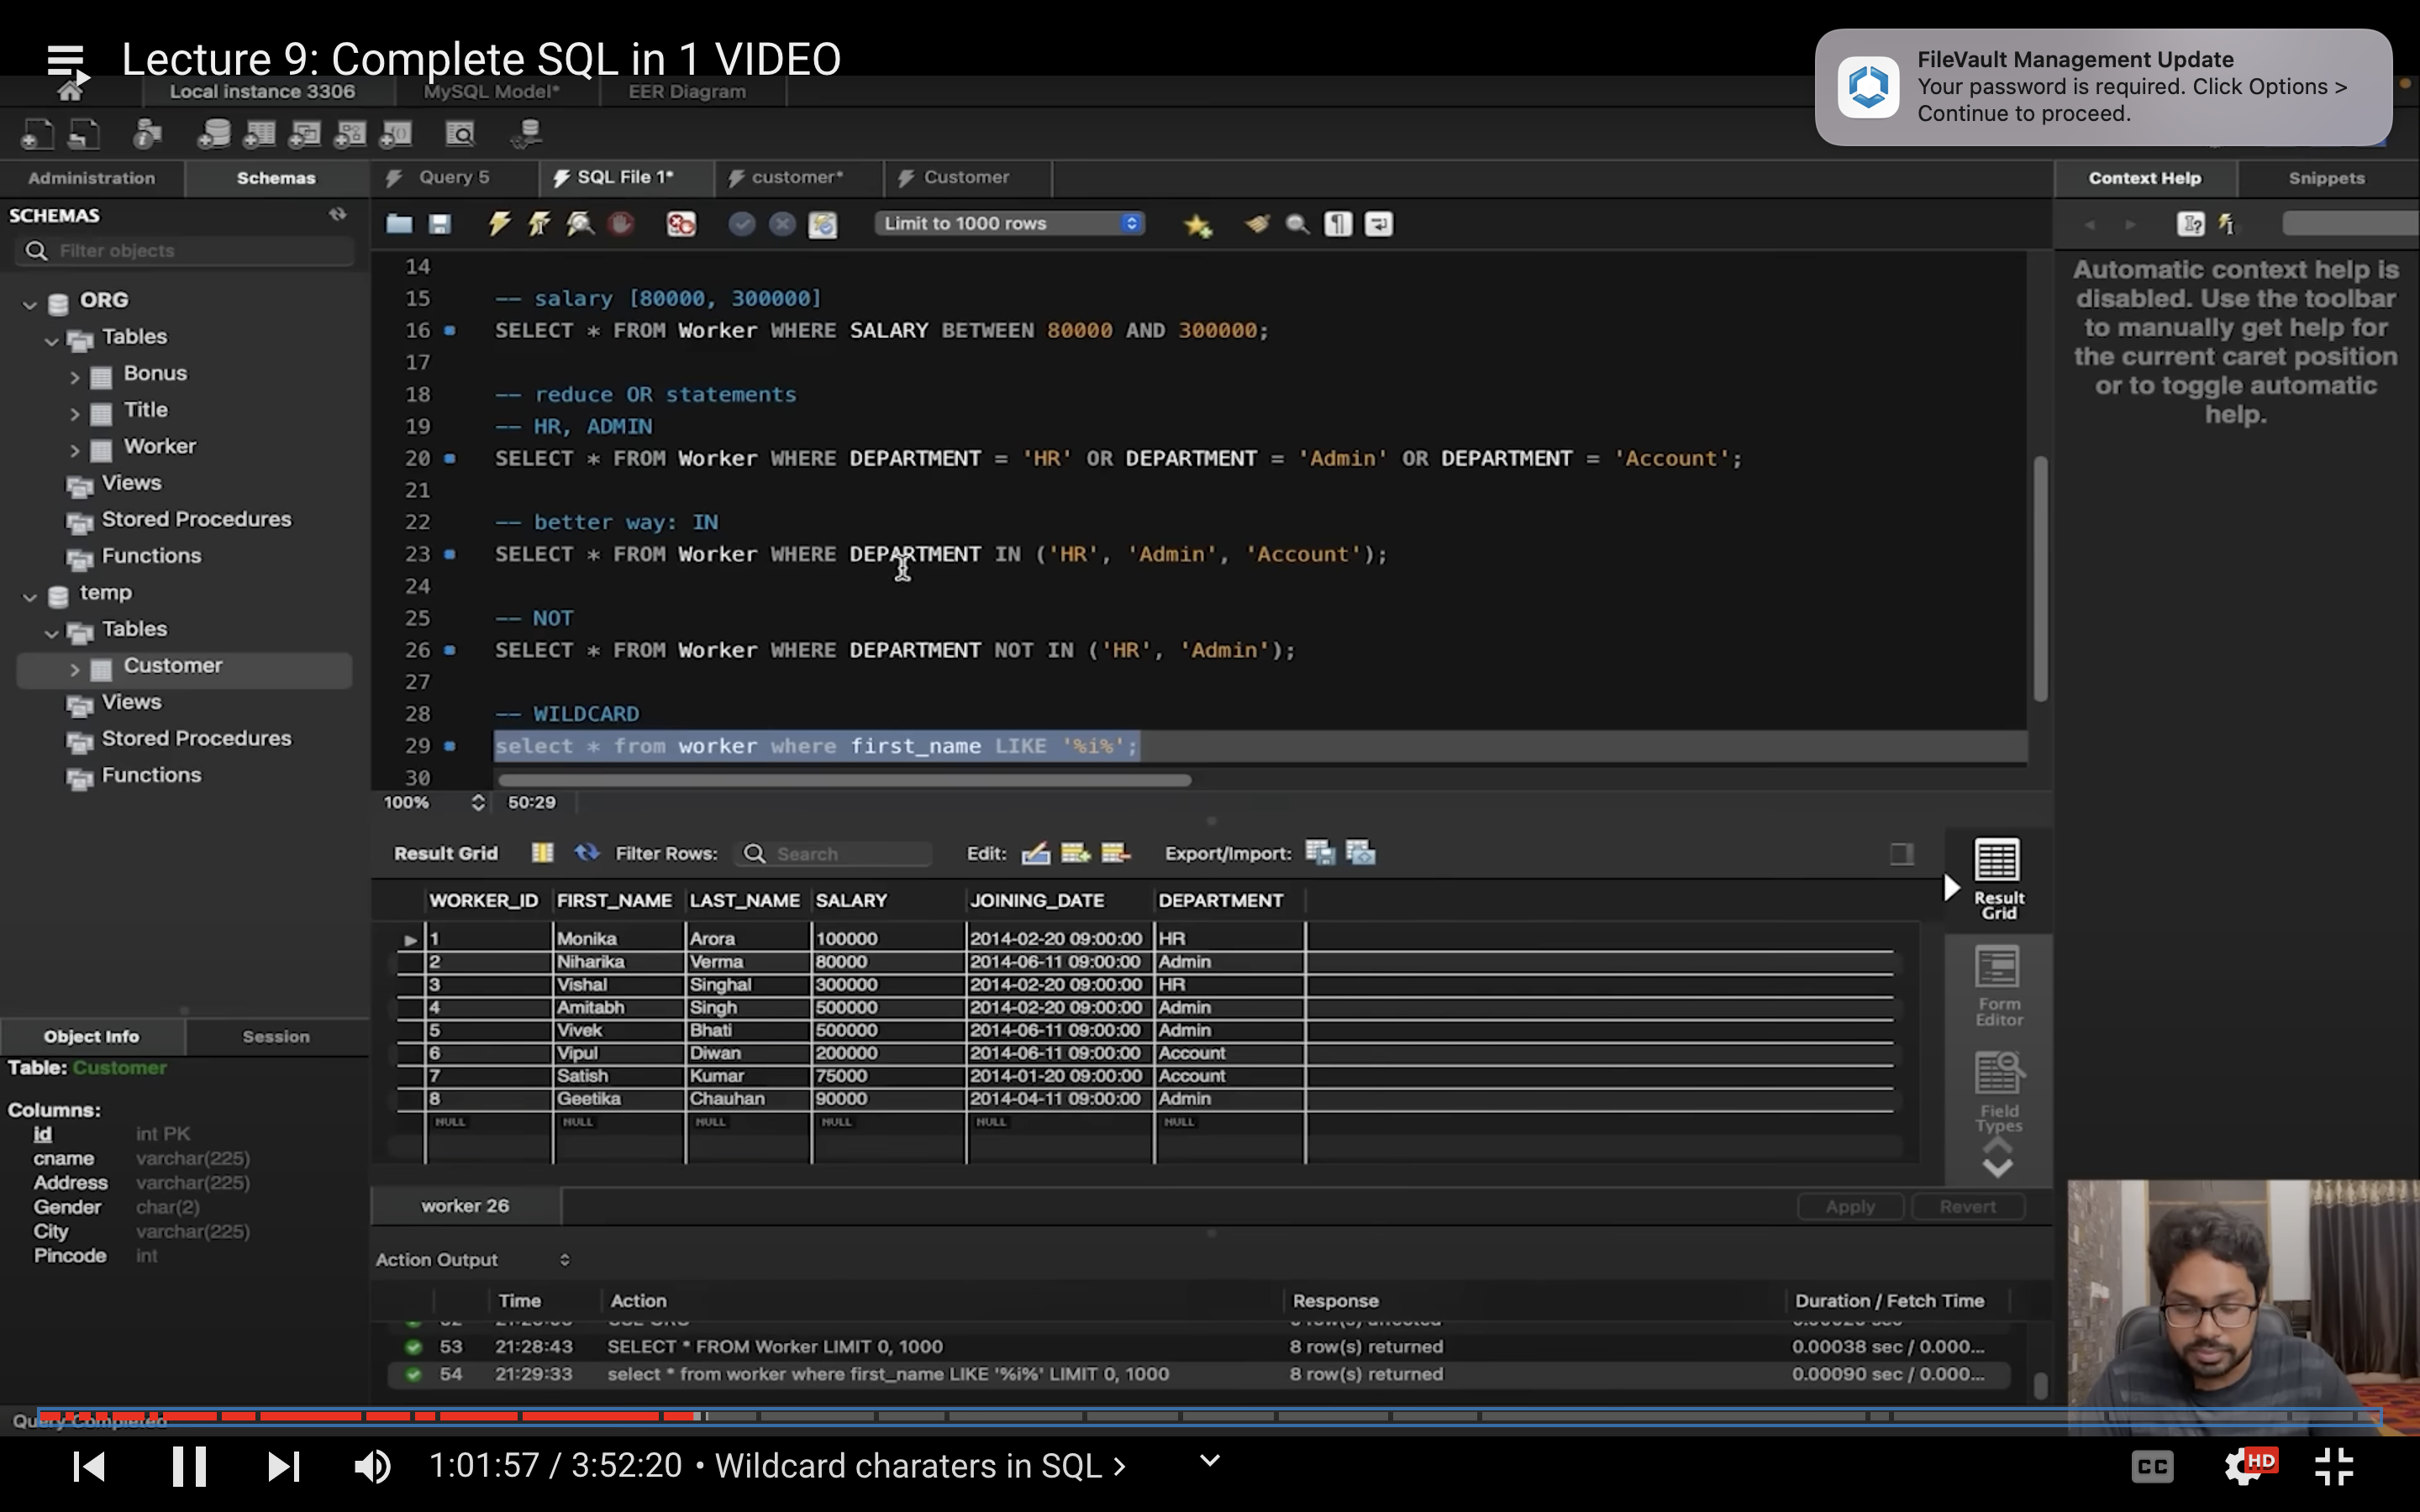 Lecture 9: Complete SQL in 1 VIDEO
FileVault Management Update
Your password is required. Click Options >
Continue to proceed.
Local instance 3306
MySQL Model*
EER Diagram
Administration
Schemas
Query 5
SQL File 1*
customer*
Customer
Context Help
Snippets
SCHEMAS
Filter objects
Limit to 1000 rows
ORG
Tables
Bonus
Title
Worker
Views
Stored Procedures
Functions
temp
Tables
Customer
Views
Stored Procedures
Functions
14
15 -- salary [80000, 300000]
16 SELECT * FROM Worker WHERE SALARY BETWEEN 80000 AND 300000;
17
18 -- reduce OR statements
19 -- HR, ADMIN
20 SELECT * FROM Worker WHERE DEPARTMENT = 'HR' OR DEPARTMENT = 'Admin' OR DEPARTMENT = 'Account';
21
22 -- better way: IN
23 SELECT * FROM Worker WHERE DEPARTMENT IN ('HR', 'Admin', 'Account');
24
25 -- NOT
26 SELECT * FROM Worker WHERE DEPARTMENT NOT IN ('HR', 'Admin');
27
28 -- WILDCARD
29 select * from worker where first_name LIKE '%i%';
30
100% 50:29
Automatic context help is
disabled. Use the toolbar
to manually get help for
the current caret position
or to toggle automatic
help.
Result Grid Filter Rows: Search Edit: Export/Import:
WORKER_ID FIRST_NAME LAST_NAME SALARY JOINING_DATE DEPARTMENT
1 Monika Arora 100000 2014-02-20 09:00:00 HR
2 Niharika Verma 80000 2014-06-11 09:00:00 Admin
3 Vishal Singhal 300000 2014-02-20 09:00:00 HR
4 Amitabh Singh 500000 2014-02-20 09:00:00 Admin
5 Vivek Bhati 500000 2014-06-11 09:00:00 Admin
6 Vipul Diwan 200000 2014-06-11 09:00:00 Account
7 Satish Kumar 75000 2014-01-20 09:00:00 Account
8 Geetika Chauhan 90000 2014-04-11 09:00:00 Admin
NULL NULL NULL NULL NULL NULL
Result
Grid
Form
Editor
Field
Types
Object Info
Session
Table: Customer
Columns:
id int PK
cname varchar(225)
Address varchar(225)
Gender char(2)
City varchar(225)
Pincode int
worker 26
Apply
Revert
Action Output
Time Action Response Duration / Fetch Time
53 21:28:43 SELECT * FROM Worker LIMIT 0, 1000 8 row(s) returned 0.00038 sec / 0.000...
54 21:29:33 select * from worker where first_name LIKE '%i%' LIMIT 0, 1000 8 row(s) returned 0.00090 sec / 0.000...
Query Completed
1:01:57 / 3:52:20 • Wildcard charaters in SQL >
CC
HD